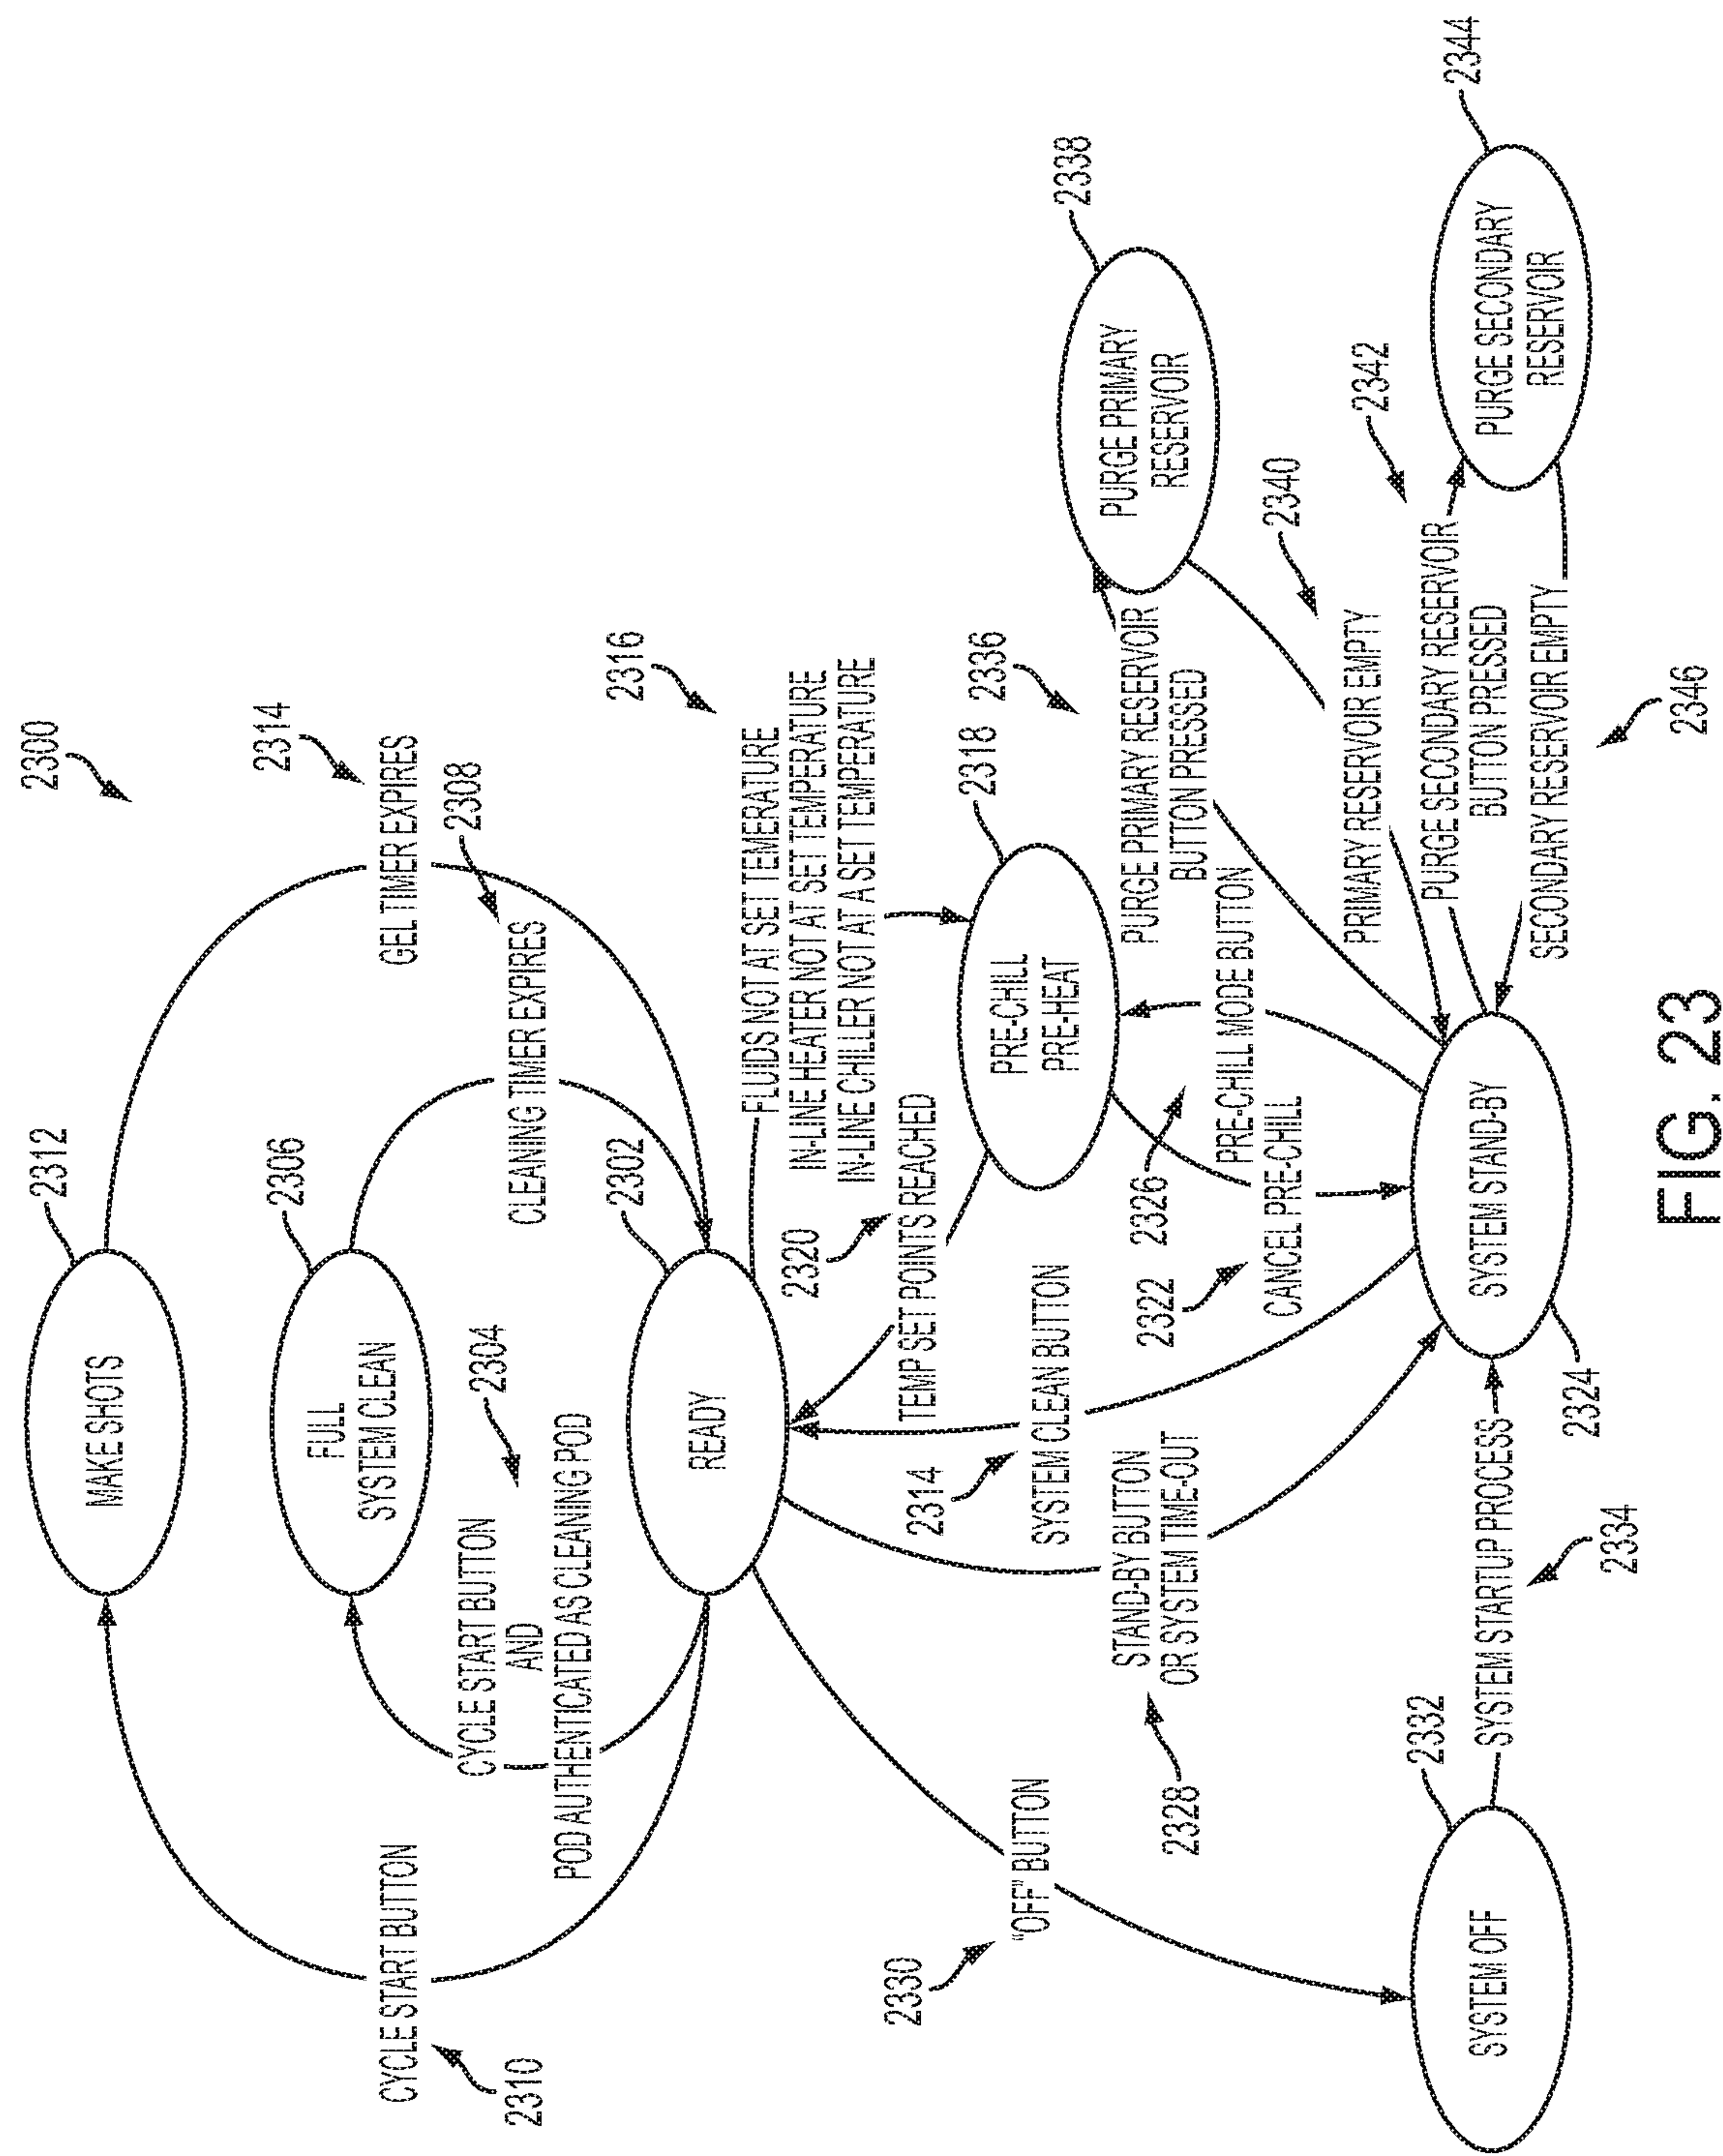 2300
2312
MAKE SHOTS
2314
GEL TIMER EXPIRES
CYCLE START BUTTON
2310
2306
FULL
SYSTEM CLEAN
2308
CLEANING TIMER EXPIRES
CYCLE START BUTTON
AND
POD AUTHENTICATED AS CLEANING POD
2304
2302
READY
2316
FLUIDS NOT AT SET TEMERATURE
IN-LINE HEATER NOT A SET TEMPERATURE
IN-LINE CHILLER NOT A SET TEMPERATURE
2320
TEMP SET POINTS REACHED
2318
PRE-CHILL
PRE-HEAT
2330
"OFF" BUTTON
2314
SYSTEM CLEAN BUTTON
2328
STAND-BY BUTTON
OR SYSTEM TIME-OUT
2322
CANCEL PRE-CHILL
2326
PRE-CHILL MODE BUTTON
2336
PURGE PRIMARY RESERVOIR
BUTTON PRESSED
2338
PURGE PRIMARY
RESERVOIR
2340
PRIMARY RESERVOIR EMPTY
2342
PURGE SECONDARY RESERVOIR
BUTTON PRESSED
2344
PURGE SECONDARY
RESERVOIR
SECONDARY RESERVOIR EMPTY
2346
2332
SYSTEM OFF
SYSTEM STARTUP PROCESS
2334
SYSTEM STAND-BY
2324
FIG. 23